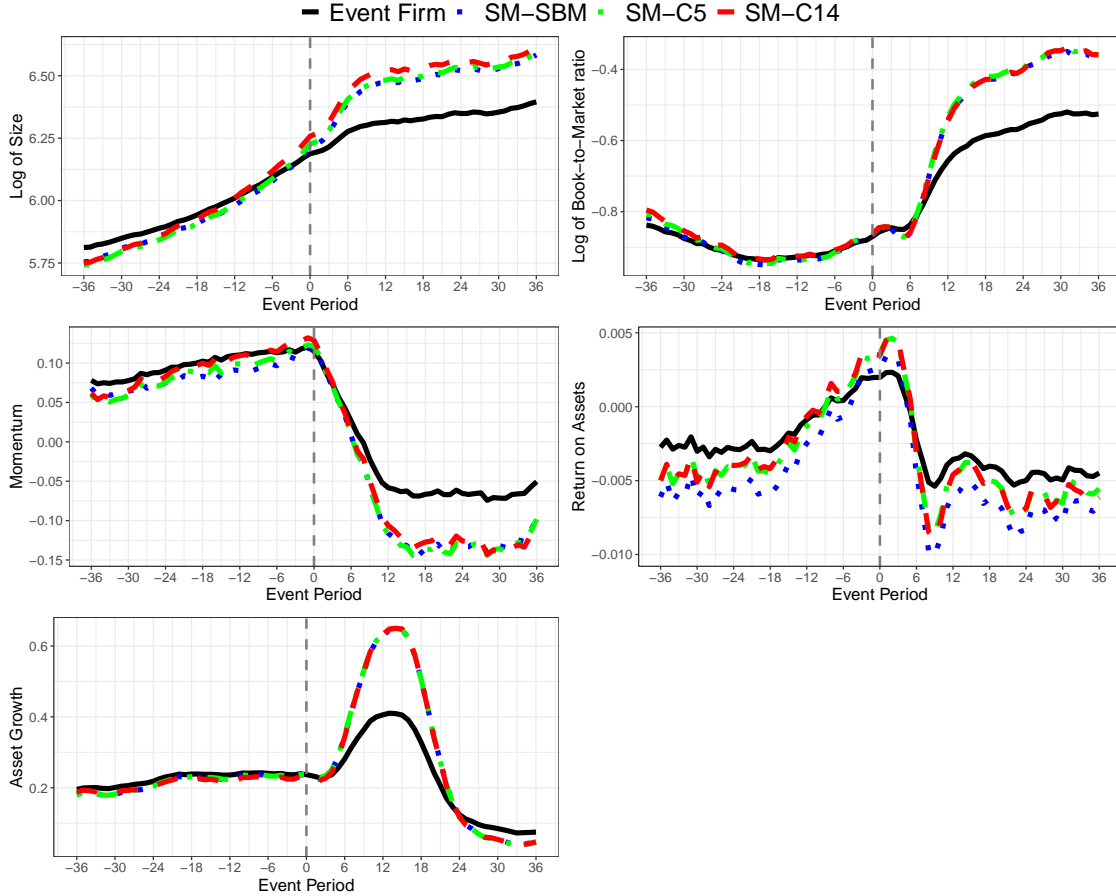 Event Firm SM−SBM SM−C5 SM−C14
Log of Size
6.50
6.25
6.00
5.75
−36 −30 −24 −18 −12 −6 0 6 12 18 24 30 36
Event Period
Log of Book−to−Market ratio
−0.4
−0.6
−0.8
−36 −30 −24 −18 −12 −6 0 6 12 18 24 30 36
Event Period
Momentum
0.10
0.05
0.00
−0.05
−0.10
−0.15
−36 −30 −24 −18 −12 −6 0 6 12 18 24 30 36
Event Period
Return on Assets
0.005
0.000
−0.005
−0.010
−36 −30 −24 −18 −12 −6 0 6 12 18 24 30 36
Event Period
Asset Growth
0.6
0.4
0.2
−36 −30 −24 −18 −12 −6 0 6 12 18 24 30 36
Event Period